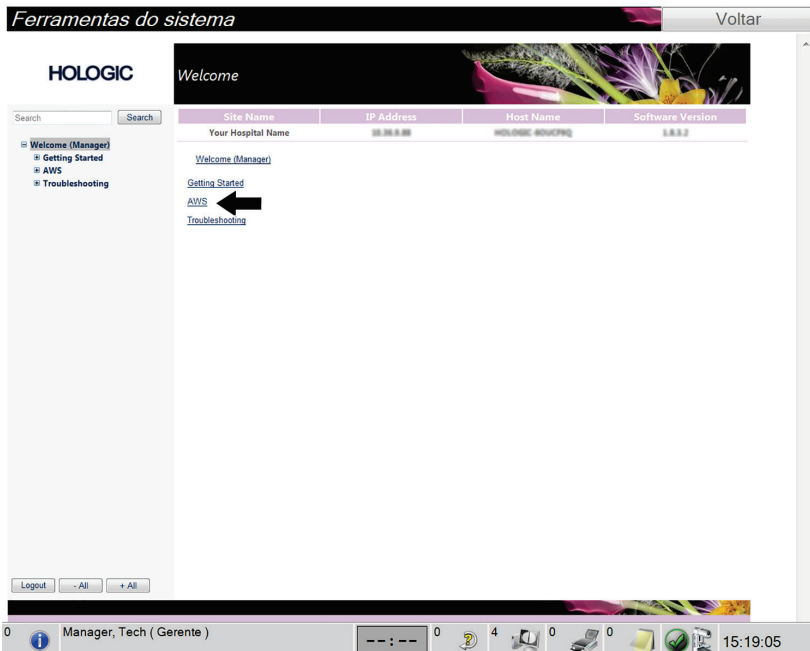 Ferramentas do sistema
Voltar
HOLOGIC
Welcome
Search
Search
Welcome (Manager)
Getting Started
AWS
Troubleshooting
Site Name IP Address Host Name Software Version
Your Hospital Name
Welcome (Manager)
Getting Started
AWS
Troubleshooting
Logout
- All
+ All
0
Manager, Tech ( Gerente )
--:--
0
4
0
0
15:19:05